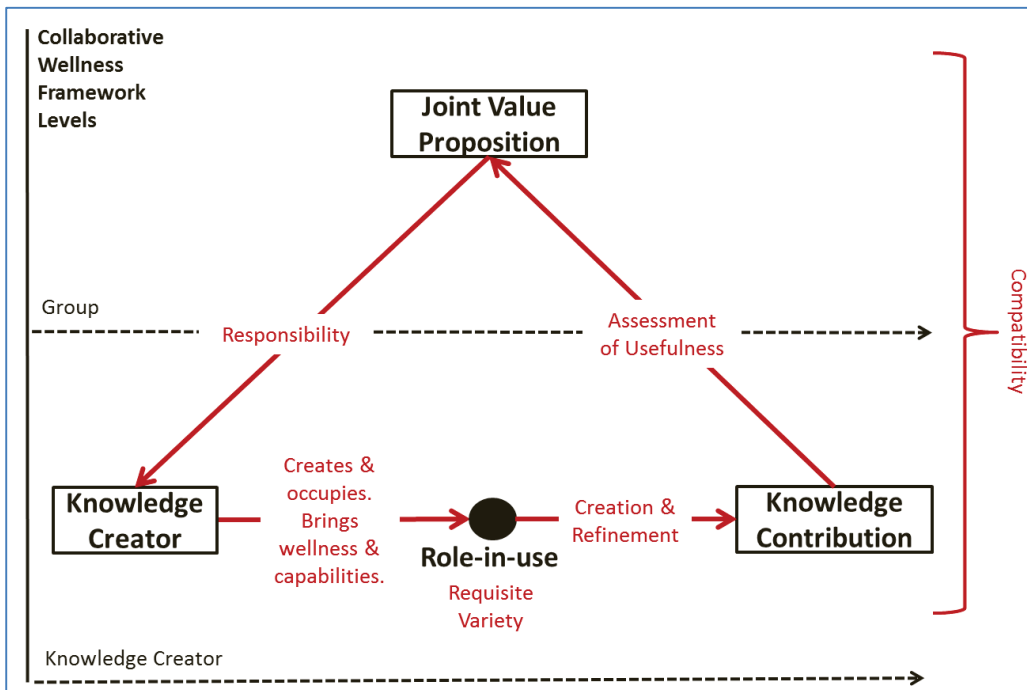 Collaborative
Wellness
Framework
Levels
Joint Value
Proposition
Group
Responsibility
Assessment
of Usefulness
Compatibility
Knowledge
Creator
Creates &
occupies.
Brings
wellness &
capabilities.
Role-in-use
Requisite
Variety
Creation &
Refinement
Knowledge
Contribution
Knowledge Creator